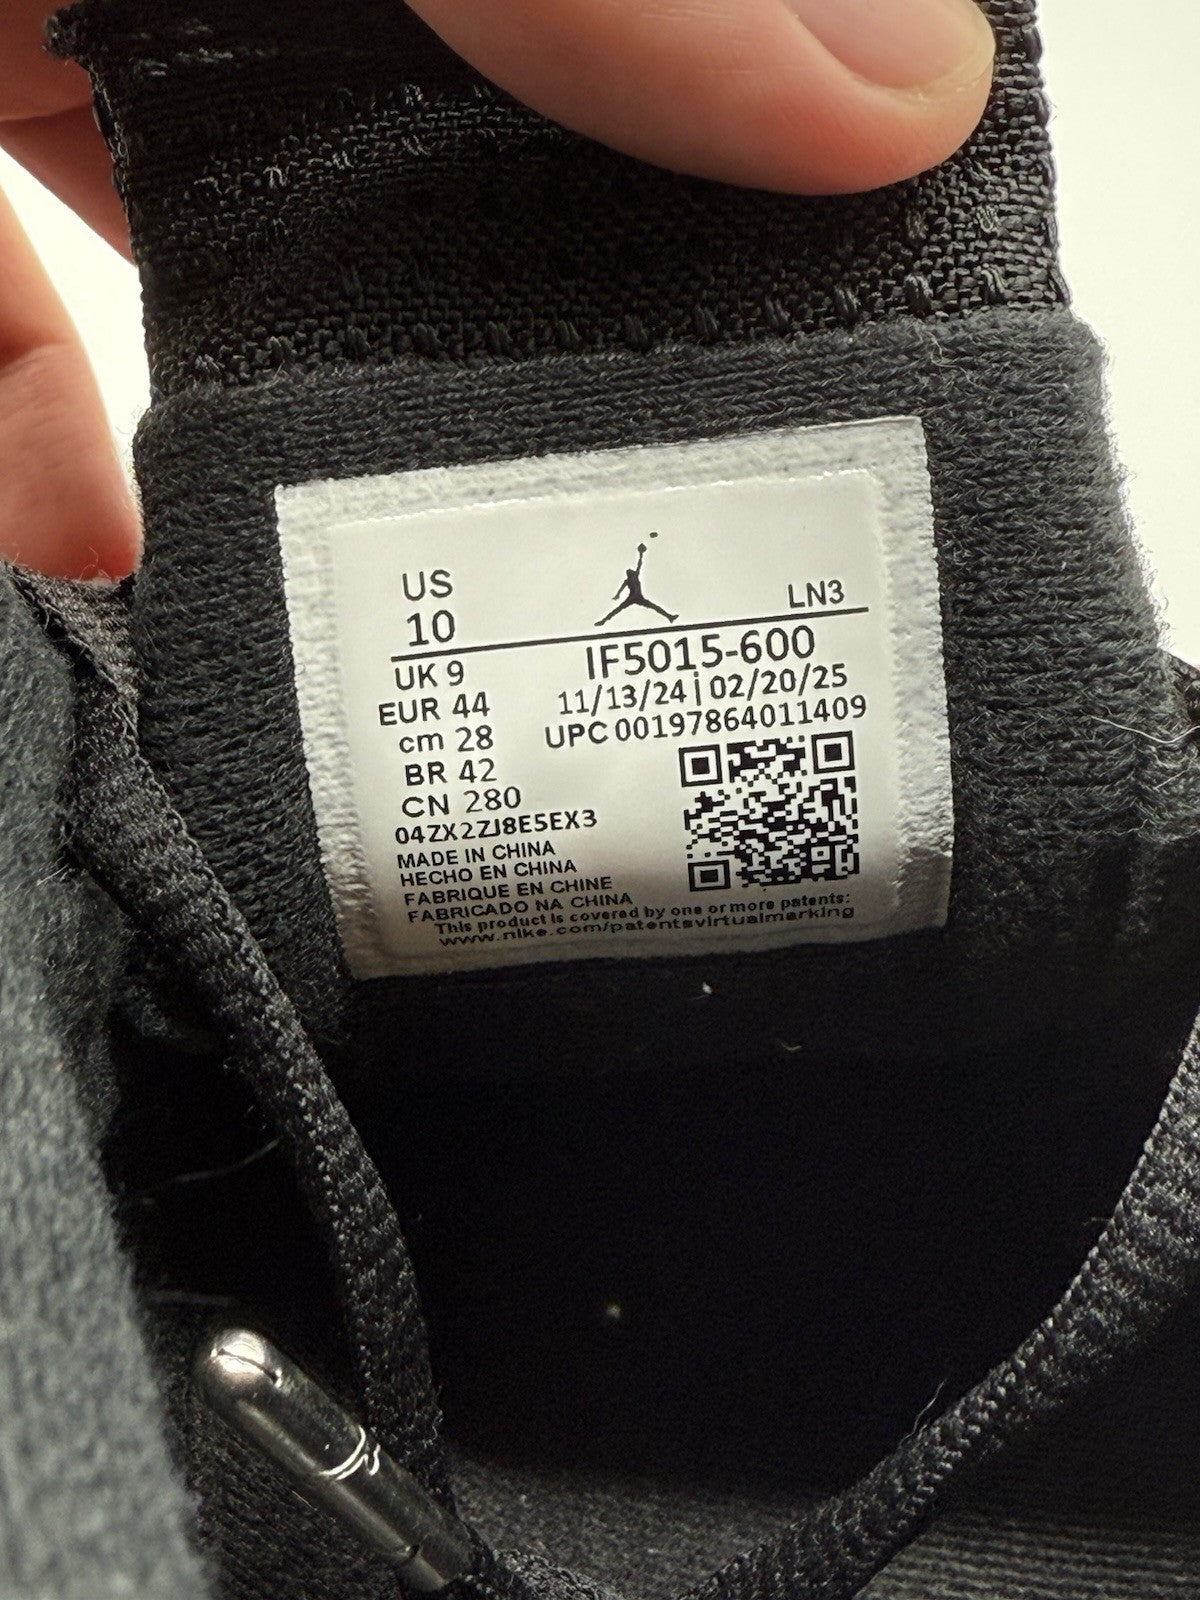 US
10
LN3
UK 9
IF5015-600
EUR 44
11/13/24 | 02/20/25
cm 28
UPC 00197864011409
BR 42
CN 280
04ZX2ZJ8E5EX3
MADE IN CHINA
HECHO EN CHINA
FABRIQUE EN CHINE
FABRICADO NA CHINA
This product is covered by one or more patents:
www.nike.com/patentsvirtualmarking